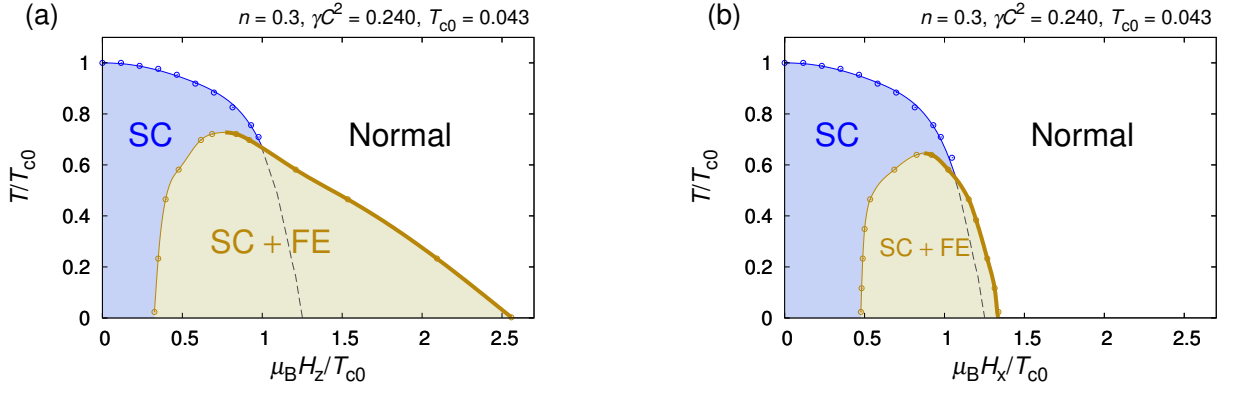 (a)
n = 0.3, γC² = 0.240, T_c0 = 0.043
1
0.8
0.6
0.4
0.2
0
T/T_c0
SC
Normal
SC + FE
0 0.5 1 1.5 2 2.5
μ_B H_z/T_c0
(b)
n = 0.3, γC² = 0.240, T_c0 = 0.043
1
0.8
0.6
0.4
0.2
0
T/T_c0
SC
Normal
SC + FE
0 0.5 1 1.5 2 2.5
μ_B H_x/T_c0